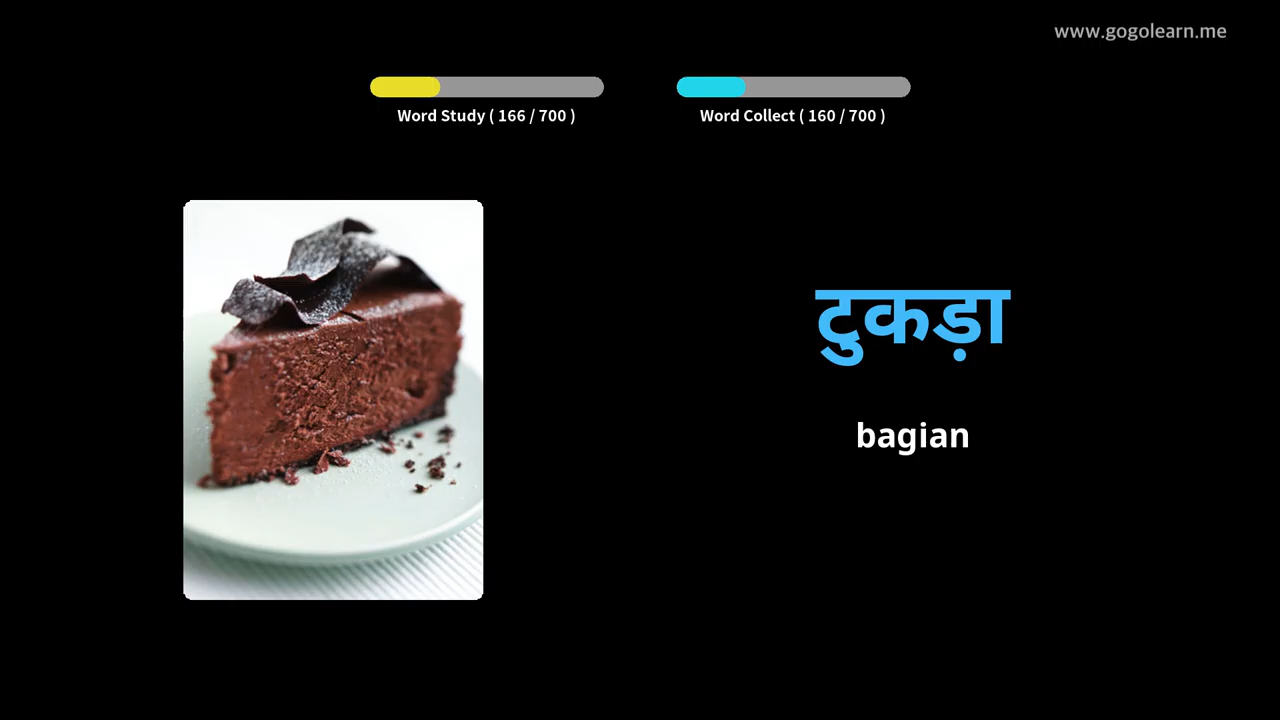 www.gogolearn.me
Word Study ( 166 / 700 )
Word Collect ( 160 / 700 )
टुकड़ा
bagian